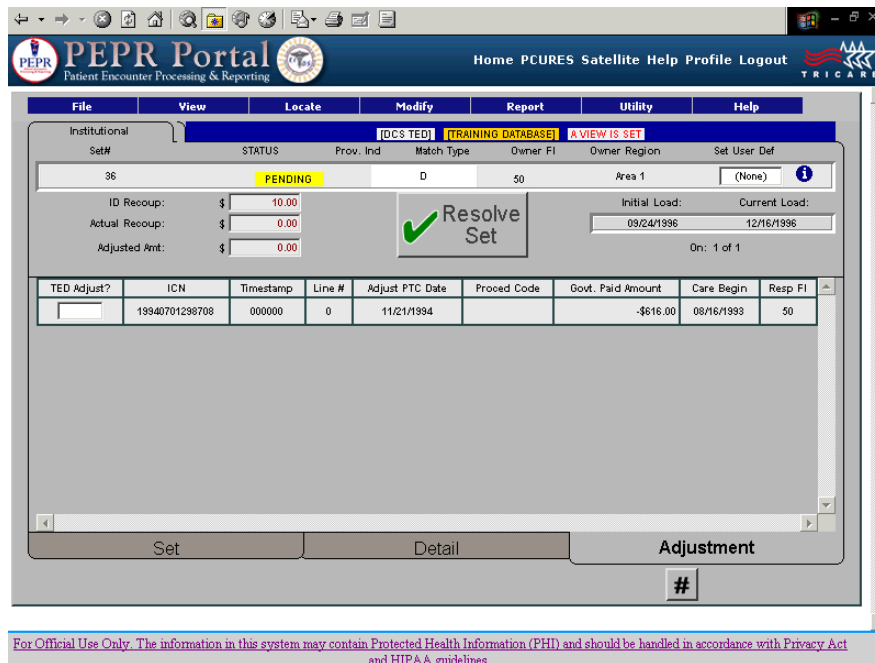 PEPR
PEPR Portal
Patient Encounter Processing & Reporting
Home PCURES Satellite Help Profile Logout
TRICARE
File View Locate Modify Report Utility Help
Institutional
[DCS TED] [TRAINING DATABASE] A VIEW IS SET
Set# STATUS Prov. Ind Match Type Owner FI Owner Region Set User Def
36 PENDING D 50 Area 1 (None)
ID Recoup: $ 10.00
Actual Recoup: $ 0.00
Adjusted Amt: $ 0.00
Resolve
Set
Initial Load: Current Load:
09/24/1996 12/16/1996
On: 1 of 1
TED Adjust? ICN Timestamp Line # Adjust PTC Date Proced Code Govt. Paid Amount Care Begin Resp FI
19940701298708 000000 0 11/21/1994 -$616.00 08/16/1993 50
Set Detail Adjustment
#
For Official Use Only. The information in this system may contain Protected Health Information (PHI) and should be handled in accordance with Privacy Act
and HIPAA guidelines